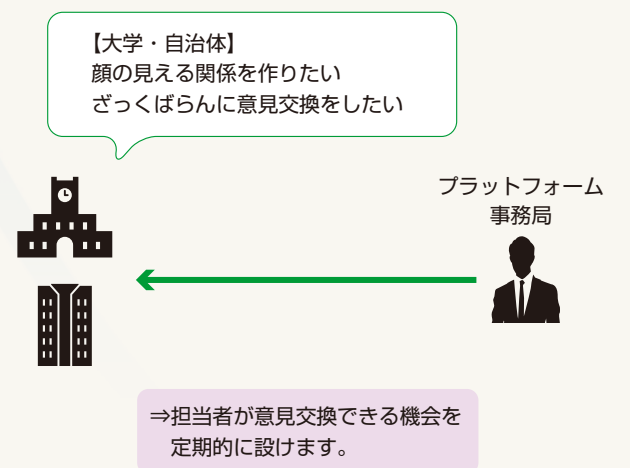 【大学・自治体】
顔の見える関係を作りたい
ざっくばらんに意見交換をしたい
プラットフォーム
事務局
⇒担当者が意見交換できる機会を
定期的に設けます。